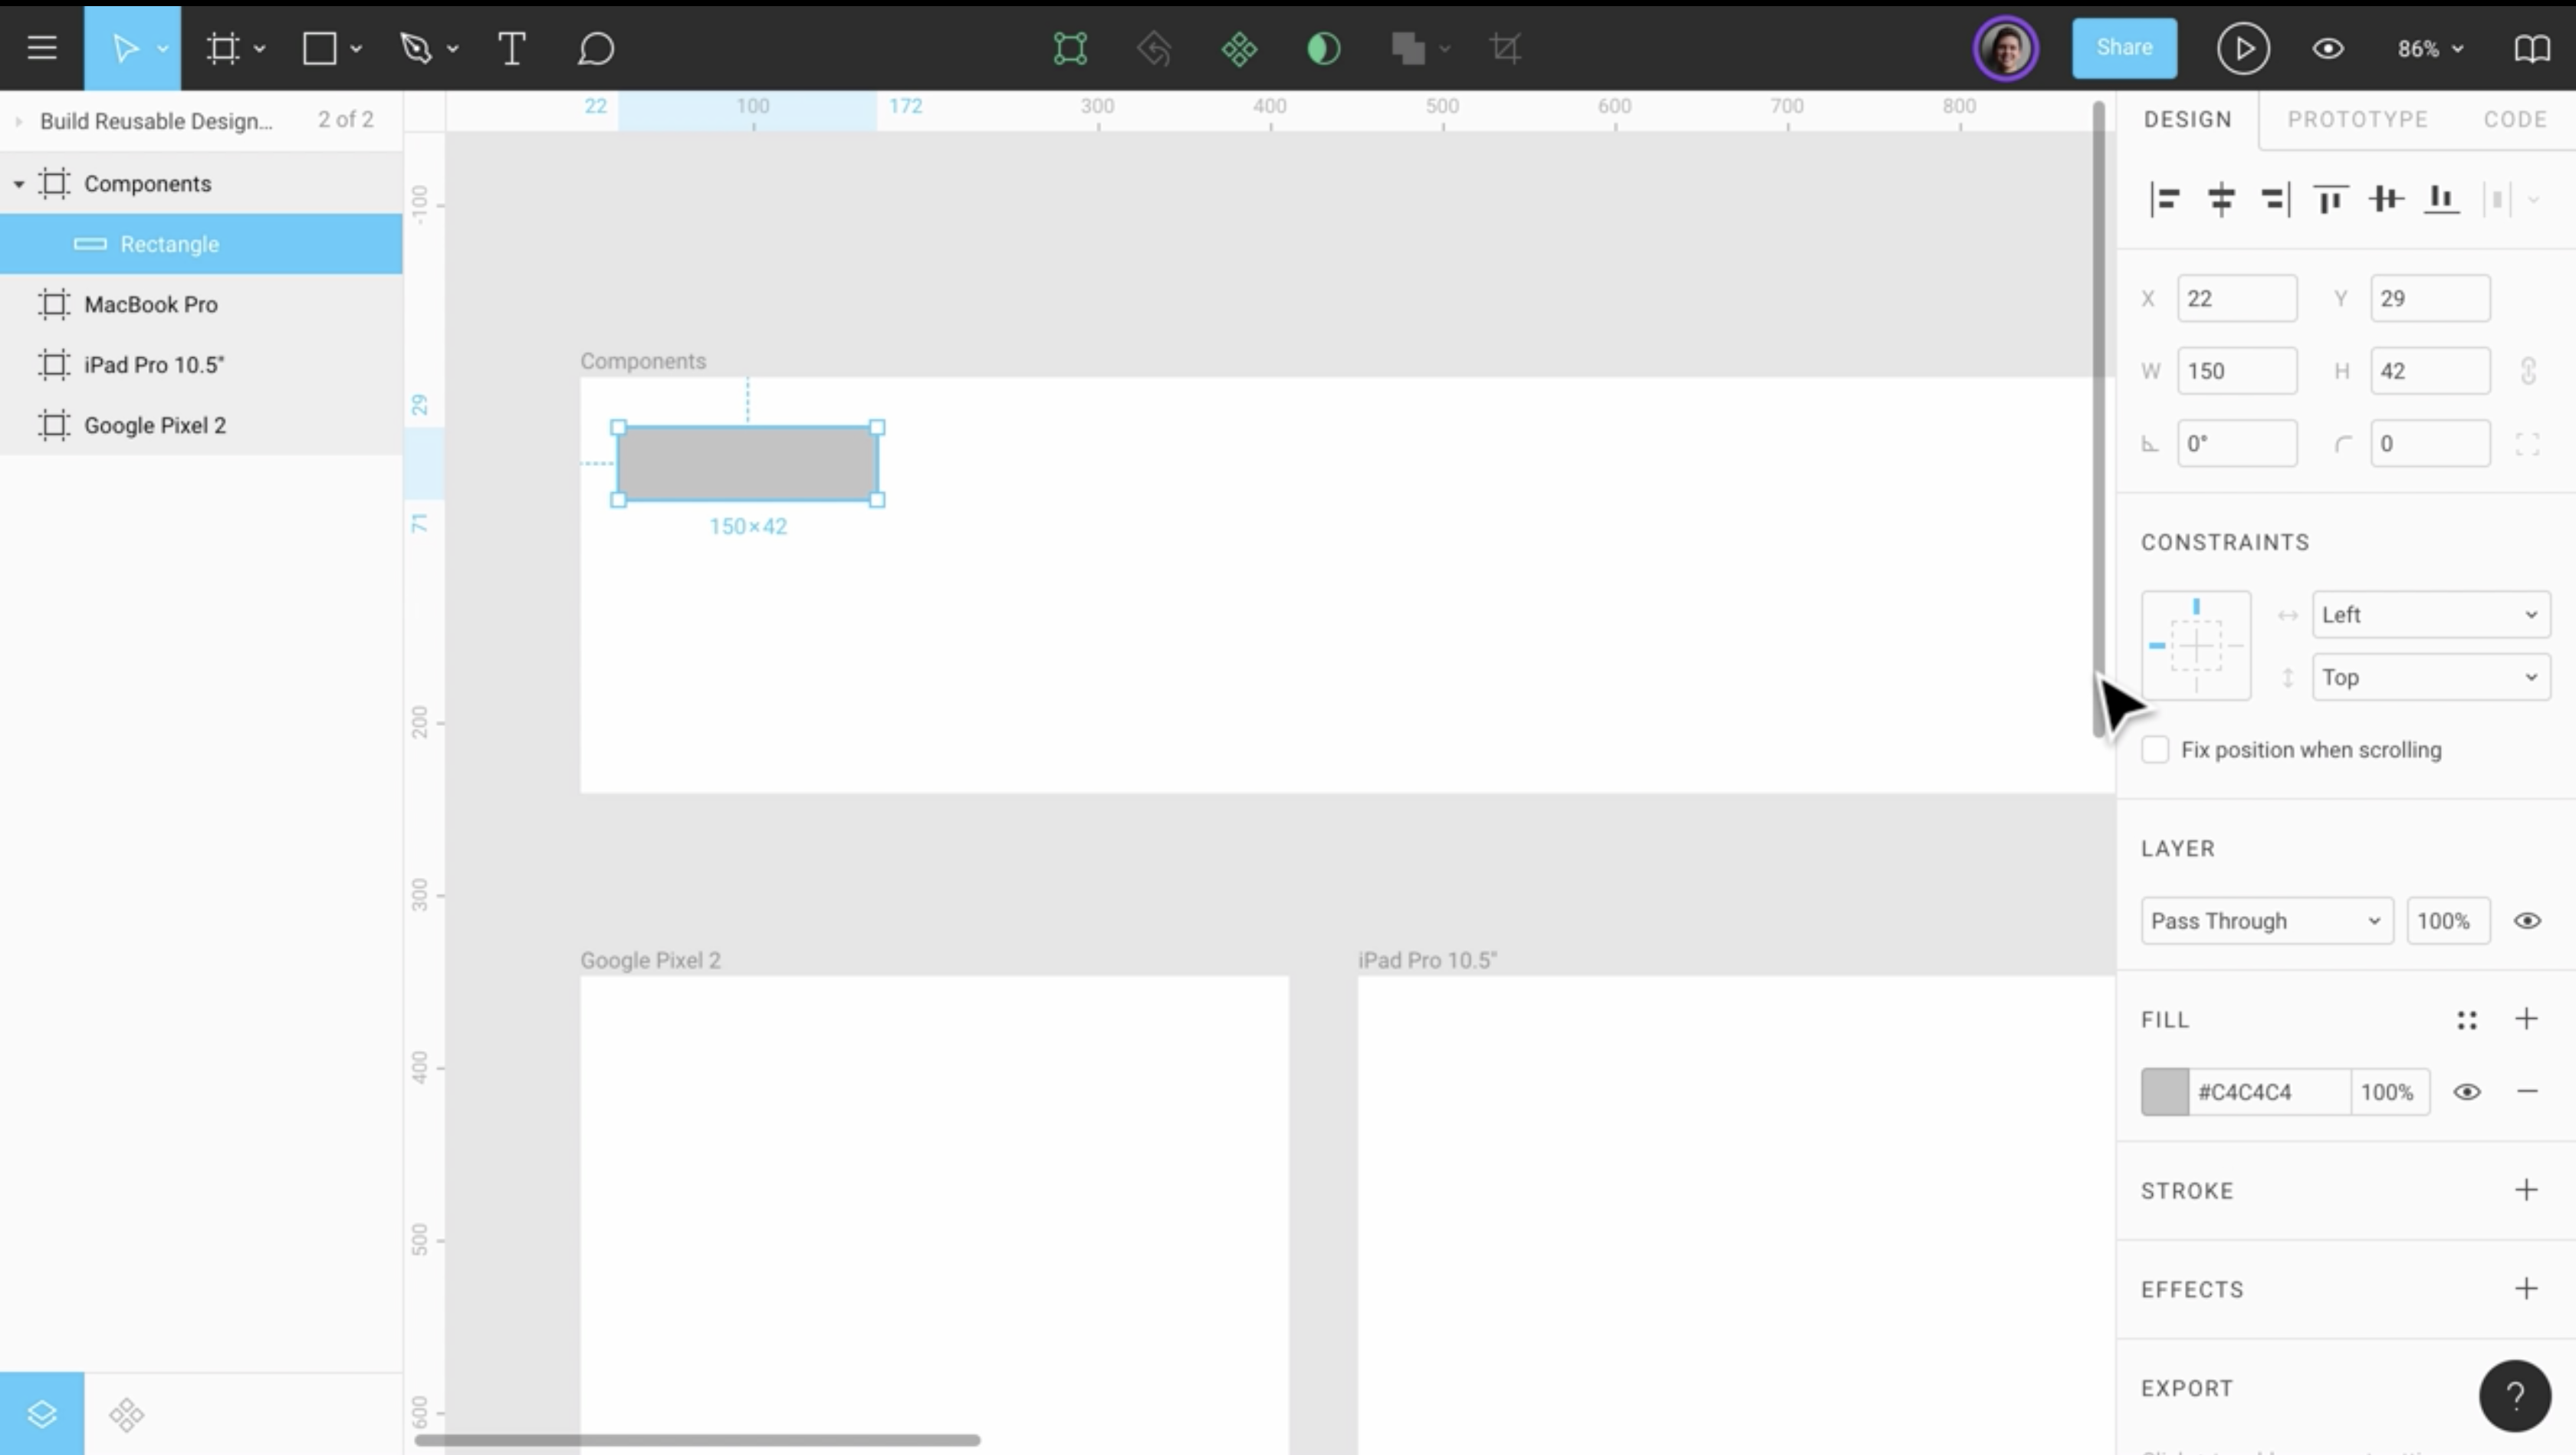 Share
86%
Build Reusable Design... 2 of 2
Components
Rectangle
MacBook Pro
iPad Pro 10.5"
Google Pixel 2
22 100 172 300 400 500 600 700 800
-100
29
71
200
300
400
500
600
Components
150×42
Google Pixel 2
iPad Pro 10.5"
DESIGN PROTOTYPE CODE
X 22 Y 29
W 150 H 42
0° 0
CONSTRAINTS
Left
Top
Fix position when scrolling
LAYER
Pass Through 100%
FILL
#C4C4C4 100%
STROKE
EFFECTS
EXPORT
?